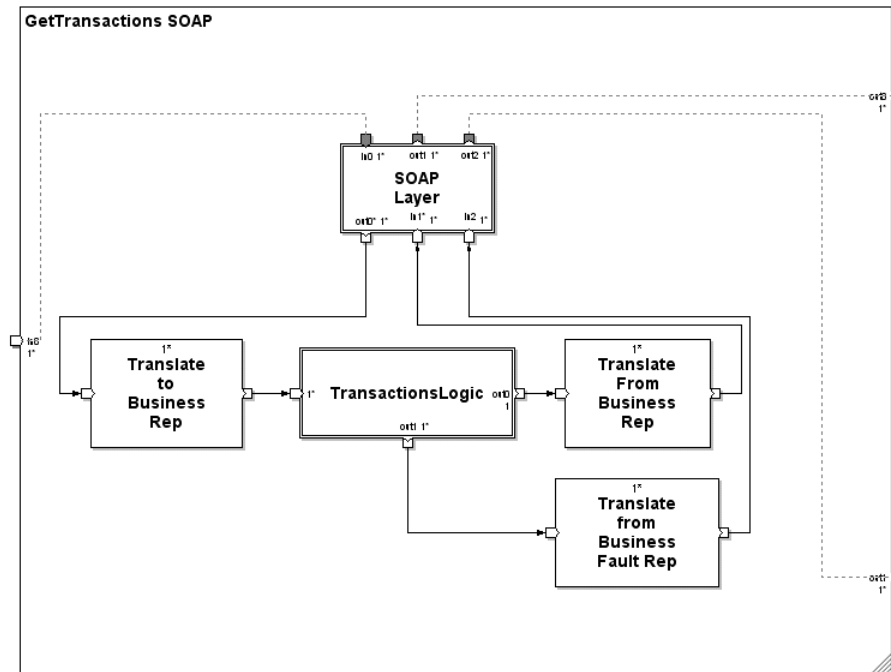 GetTransactions SOAP
1*
in0 1*
out1 1*
out2 1*
SOAP
Layer
out0* 1*
in1* 1*
in2 1*
1*
1*
Translate
to
Business
Rep
1*
TransactionsLogic
out0
1
out1 1*
1*
Translate
From
Business
Rep
1*
Translate
from
Business
Fault Rep
out1
1*